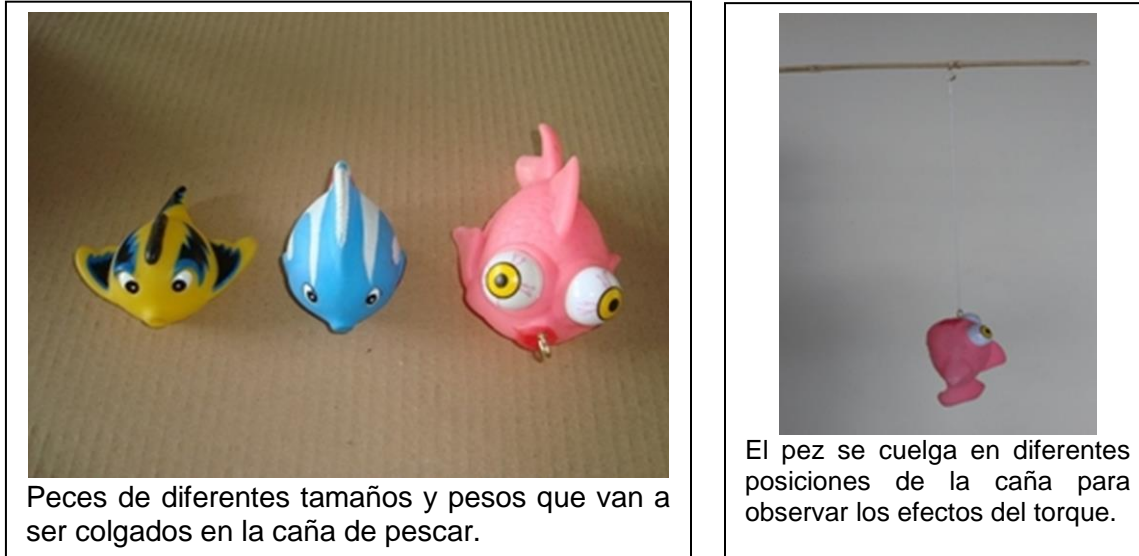 Peces de diferentes tamaños y pesos que van a
ser colgados en la caña de pescar.
El pez se cuelga en diferentes
posiciones de la caña para
observar los efectos del torque.